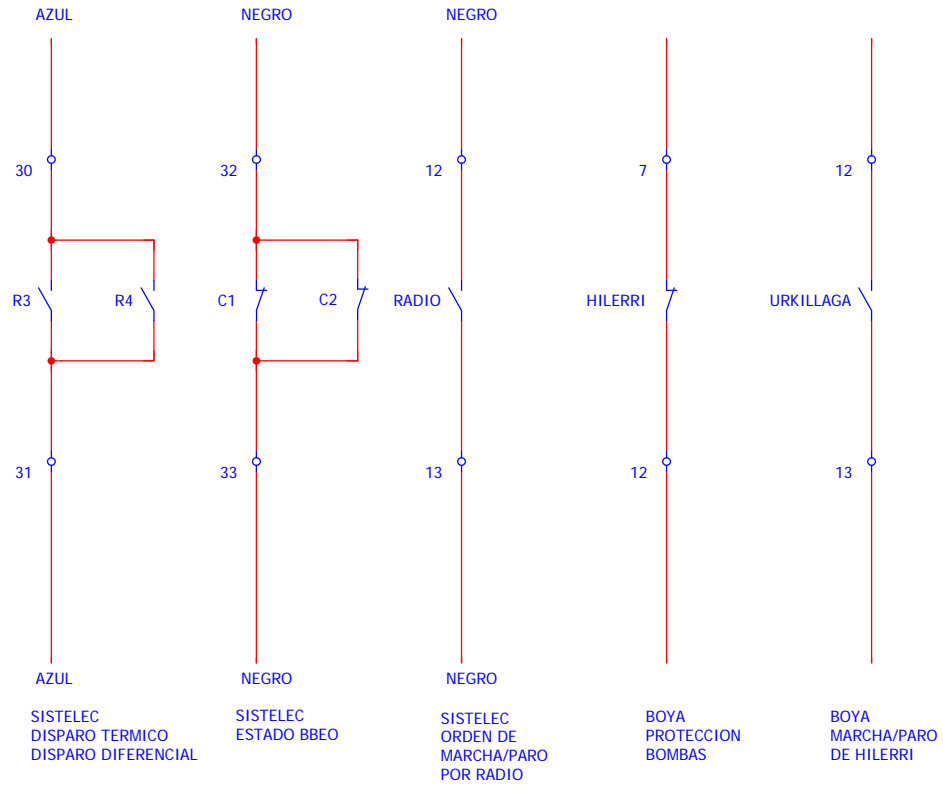 AZUL
NEGRO
NEGRO
30
32
12
7
12
R3
R4
C1
C2
RADIO
HILERRI
URKILLAGA
31
33
13
12
13
AZUL
NEGRO
NEGRO
SISTELEC
DISPARO TERMICO
DISPARO DIFERENCIAL
SISTELEC
ESTADO BBEO
SISTELEC
ORDEN DE
MARCHA/PARO
POR RADIO
BOYA
PROTECCION
BOMBAS
BOYA
MARCHA/PARO
DE HILERRI